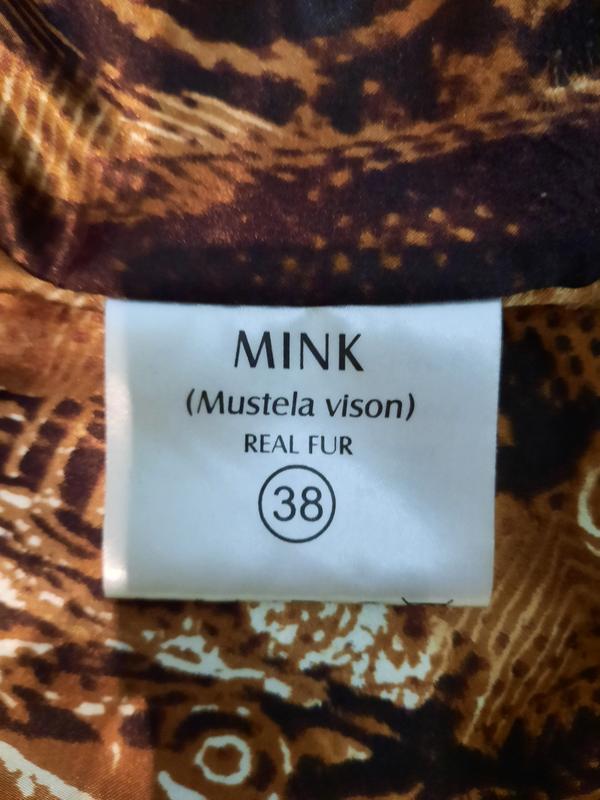 MINK
(Mustela vison)
REAL FUR
38